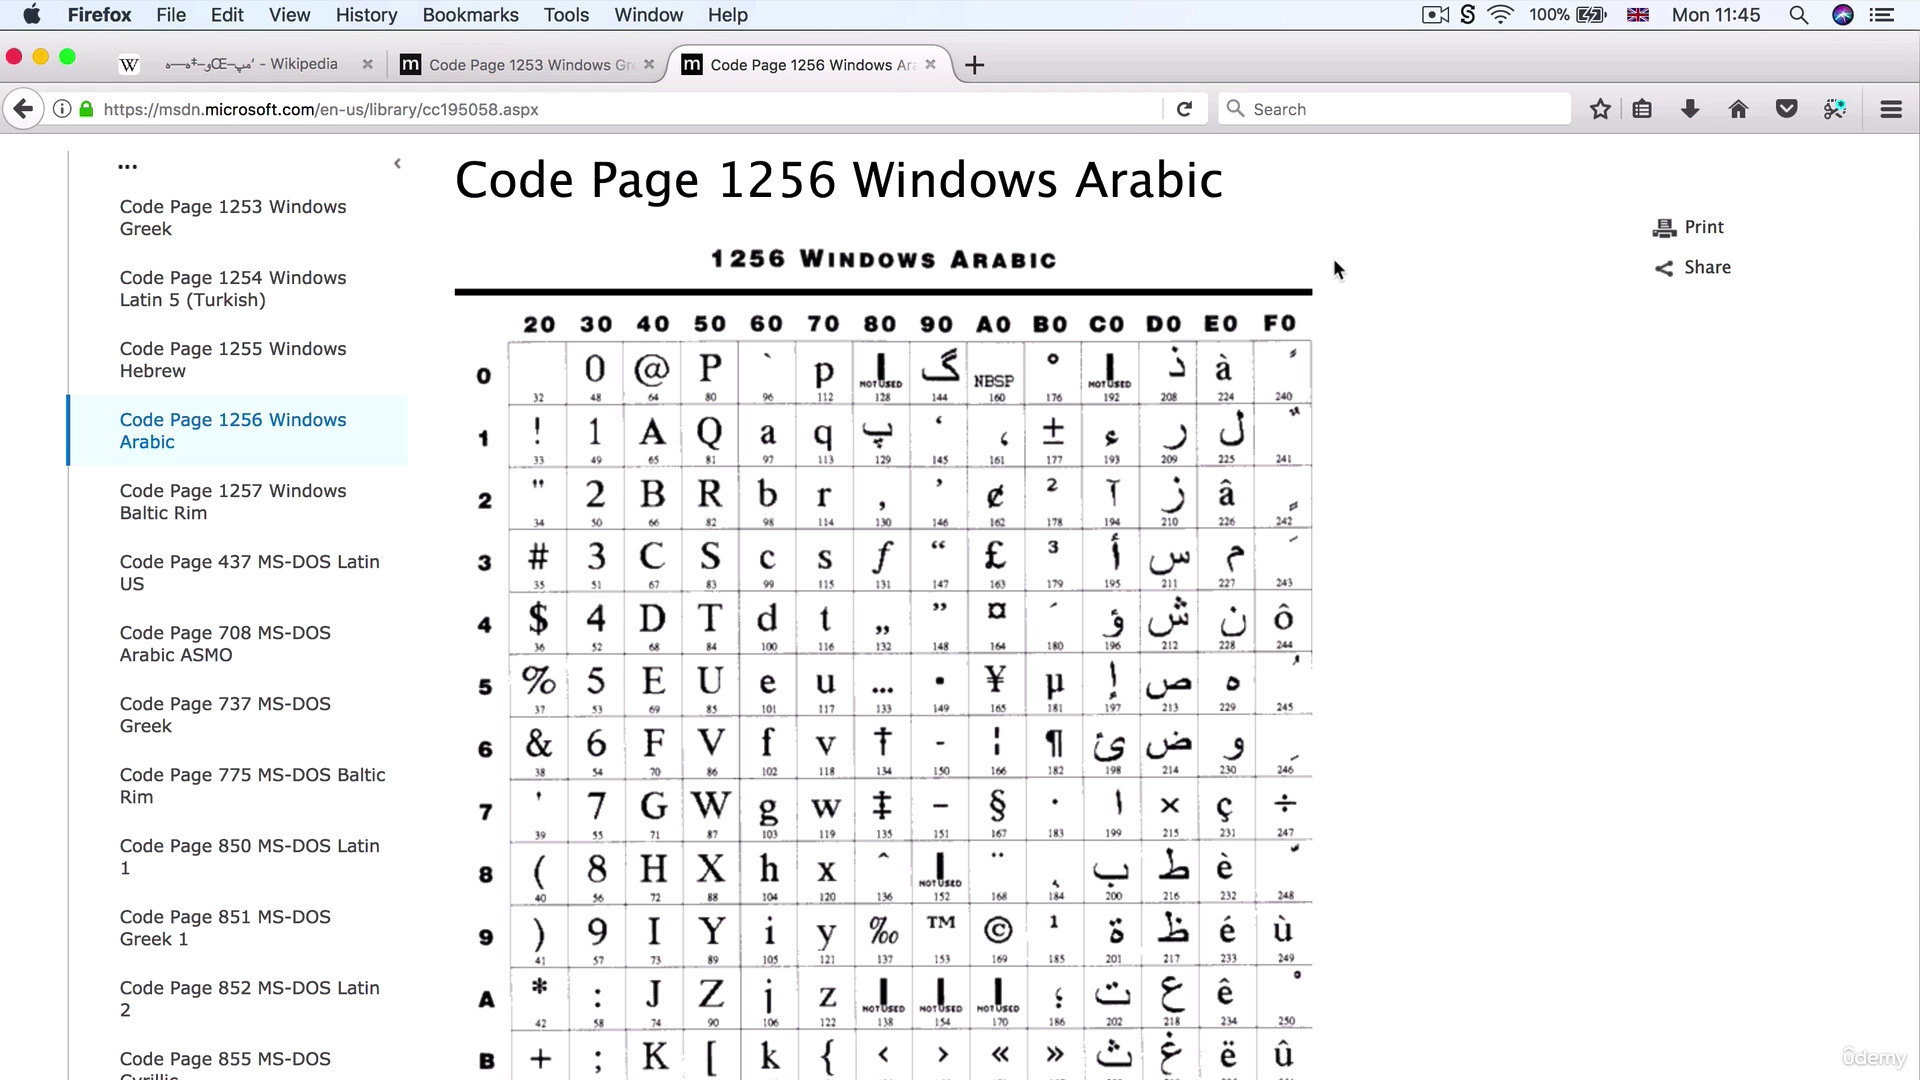 Firefox File Edit View History Bookmarks Tools Window Help 100% Mon 11:45
Wikipedia Code Page 1253 Windows Gr Code Page 1256 Windows Ara
https://msdn.microsoft.com/en-us/library/cc195058.aspx Search
...
Code Page 1253 Windows
Greek
Code Page 1254 Windows
Latin 5 (Turkish)
Code Page 1255 Windows
Hebrew
Code Page 1256 Windows
Arabic
Code Page 1257 Windows
Baltic Rim
Code Page 437 MS-DOS Latin
US
Code Page 708 MS-DOS
Arabic ASMO
Code Page 737 MS-DOS
Greek
Code Page 775 MS-DOS Baltic
Rim
Code Page 850 MS-DOS Latin
1
Code Page 851 MS-DOS
Greek 1
Code Page 852 MS-DOS Latin
2
Code Page 855 MS-DOS
Code Page 1256 Windows Arabic
Print
Share
1256 WINDOWS ARABIC
20 30 40 50 60 70 80 90 A0 B0 C0 D0 E0 F0
0 0 @ P ` p NOT USED گ NBSP ° NOT USED ذ à
32 48 64 80 96 112 128 144 160 176 192 208 224 240
1 ! 1 A Q a q پ ‘ ، ± ء ر ل
33 49 65 81 97 113 129 145 161 177 193 209 225 241
2 " 2 B R b r ‚ ’ ¢ ² آ ز â
34 50 66 82 98 114 130 146 162 178 194 210 226 242
3 # 3 C S c s ƒ “ £ ³ أ س م
35 51 67 83 99 115 131 147 163 179 195 211 227 243
4 $ 4 D T d t „ ” ¤ ´ ؤ ش ن ô
36 52 68 84 100 116 132 148 164 180 196 212 228 244
5 % 5 E U e u … • ¥ µ إ ص ه
37 53 69 85 101 117 133 149 165 181 197 213 229 245
6 & 6 F V f v † - ¦ ¶ ئ ض و
38 54 70 86 102 118 134 150 166 182 198 214 230 246
7 ' 7 G W g w ‡ – § · ا × ç ÷
39 55 71 87 103 119 135 151 167 183 199 215 231 247
8 ( 8 H X h x ˆ NOT USED ¨ ¸ ب ط è
40 56 72 88 104 120 136 152 168 184 200 216 232 248
9 ) 9 I Y i y ‰ ™ © ¹ ة ظ é ù
41 57 73 89 105 121 137 153 169 185 201 217 233 249
A * : J Z j z NOT USED NOT USED NOT USED ؛ ت ع ê
42 58 74 90 106 122 138 154 170 186 202 218 234 250
B + ; K [ k { ‹ › « » ث غ ë û
ûdemy